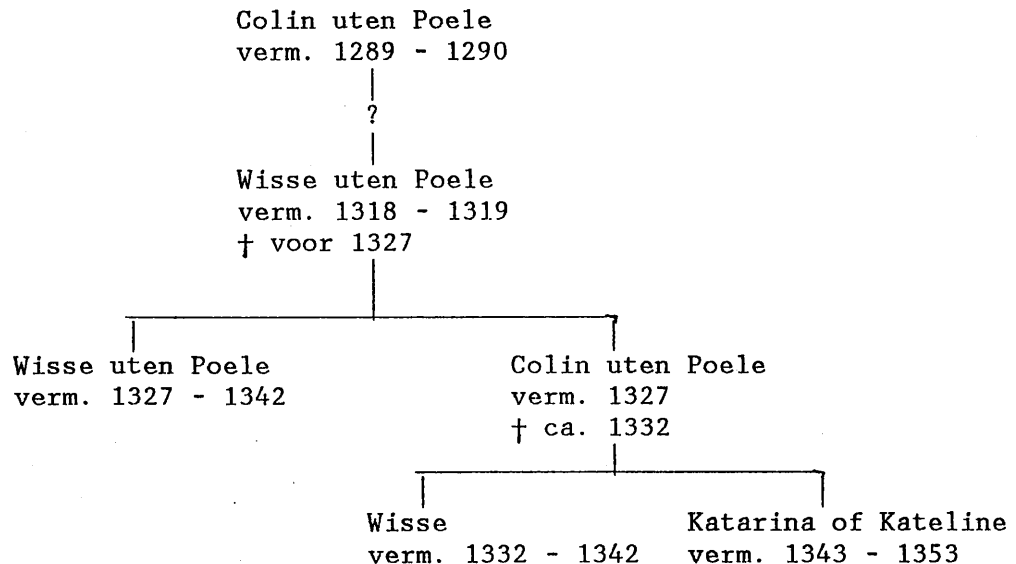 Colin uten Poele
verm. 1289 - 1290
?
Wisse uten Poele
verm. 1318 - 1319
† voor 1327
Wisse uten Poele
verm. 1327 - 1342
Colin uten Poele
verm. 1327
† ca. 1332
Wisse
verm. 1332 - 1342
Katarina of Kateline
verm. 1343 - 1353